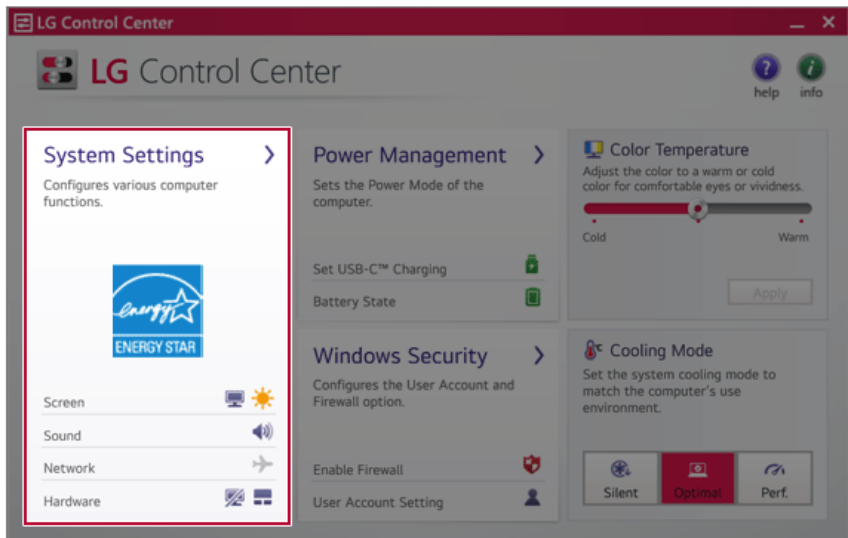 LG Control Center
LG Control Center
help
info
System Settings
Configures various computer
functions.
energy
ENERGY STAR
Screen
Sound
Network
Hardware
Power Management
Sets the Power Mode of the
computer.
Set USB-C™ Charging
Battery State
Windows Security
Configures the User Account and
Firewall option.
Enable Firewall
User Account Setting
Color Temperature
Adjust the color to a warm or cold
color for comfortable eyes or vividness.
Cold
Warm
Apply
°C Cooling Mode
Set the system cooling mode to
match the computer's use
environment.
Silent
Optimal
Perf.